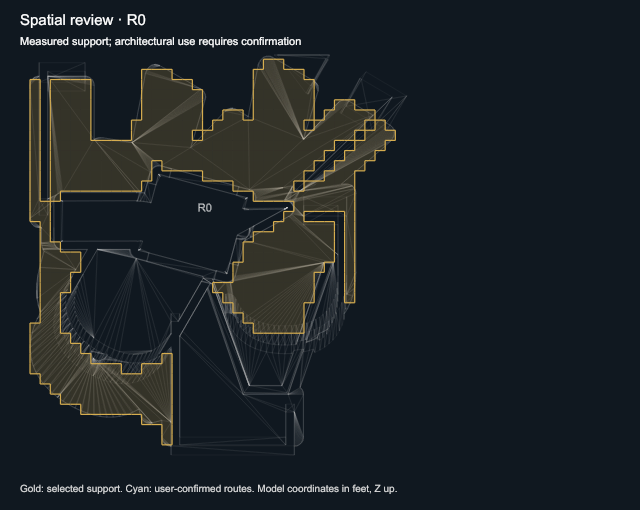 Spatial review · R0
Measured support; architectural use requires confirmation
R0
Gold: selected support. Cyan: user-confirmed routes. Model coordinates in feet, Z up.